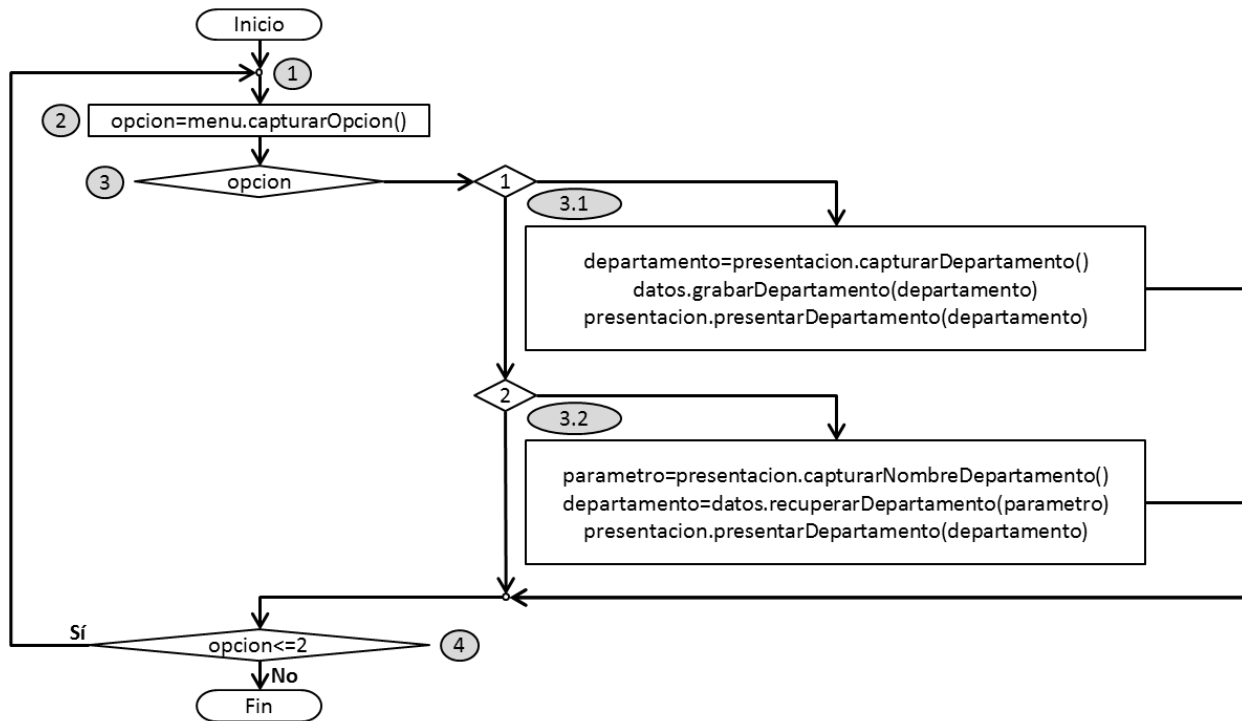 Inicio
1
2
opcion=menu.capturarOpcion()
3
opcion
1
3.1
departamento=presentacion.capturarDepartamento()
datos.grabarDepartamento(departamento)
presentacion.presentarDepartamento(departamento)
2
3.2
parametro=presentacion.capturarNombreDepartamento()
departamento=datos.recuperarDepartamento(parametro)
presentacion.presentarDepartamento(departamento)
Sí
opcion<=2
4
No
Fin